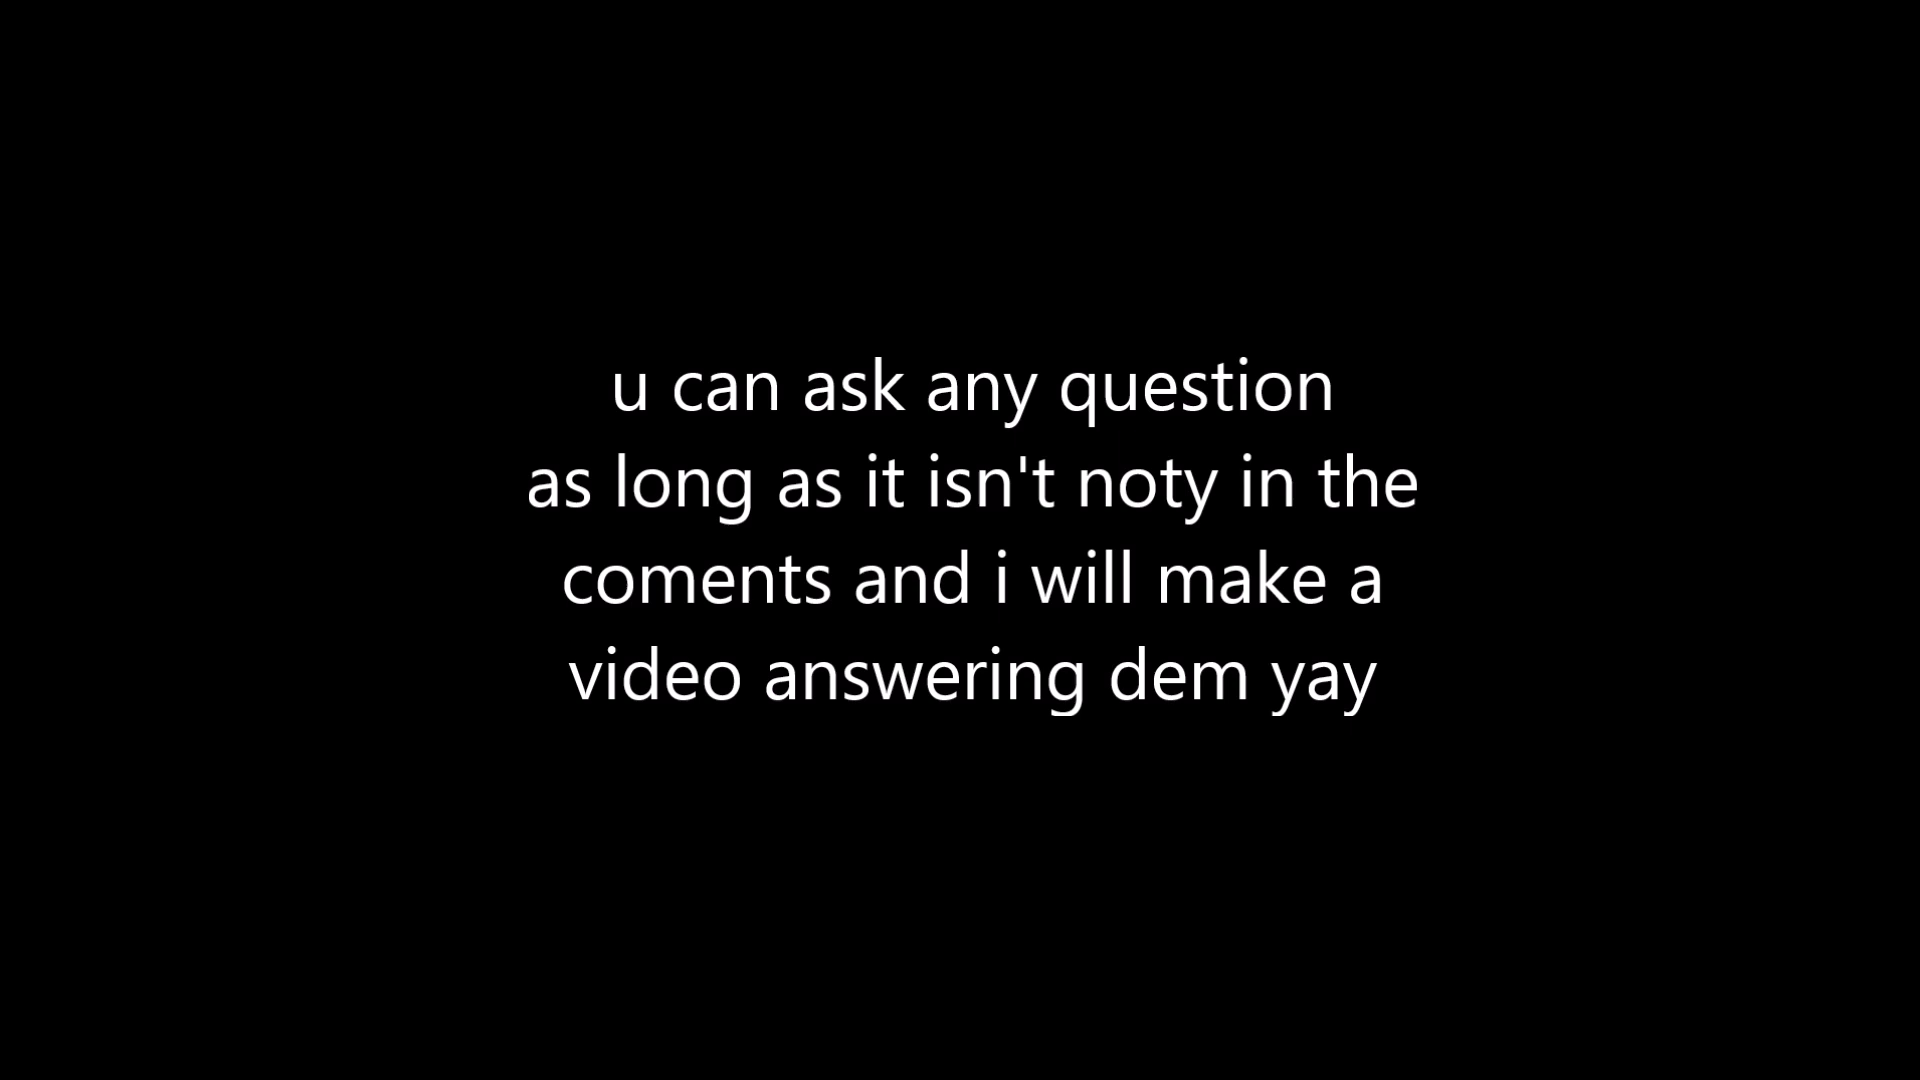 u can ask any question
as long as it isn't noty in the
coments and i will make a
video answering dem yay